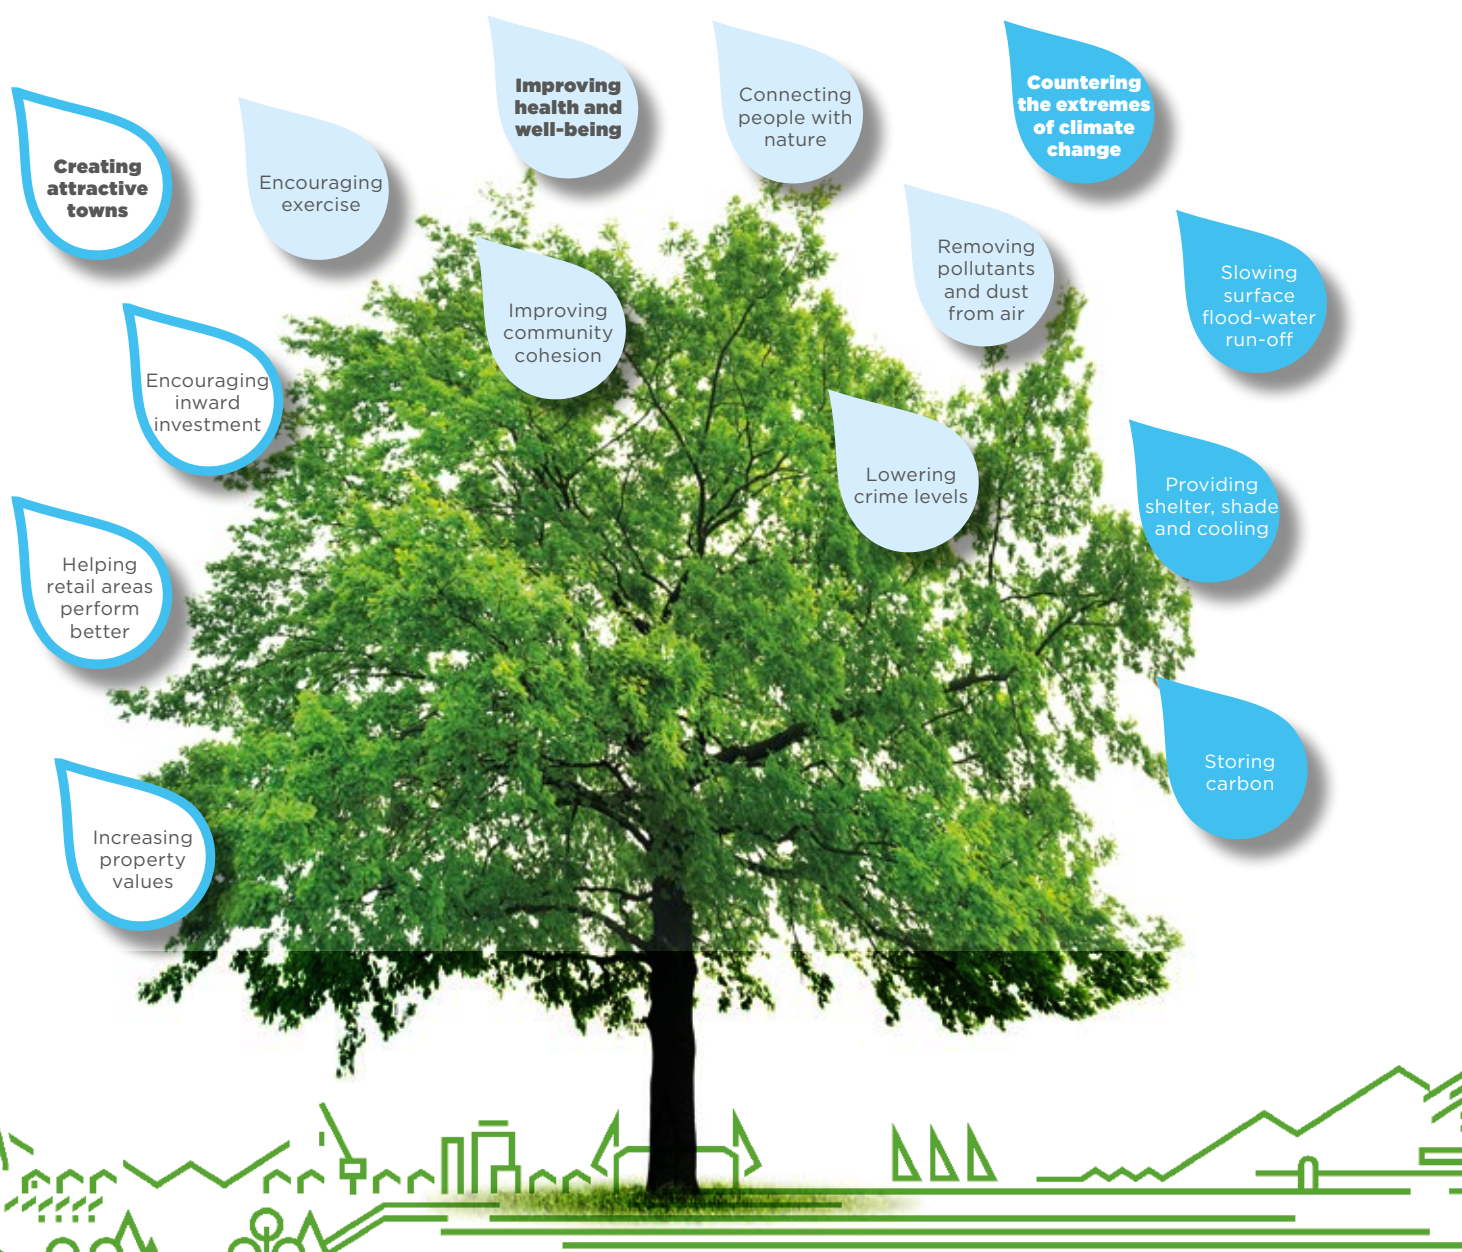 Creating
attractive
towns
Encouraging
exercise
Improving
health and
well-being
Connecting
people with
nature
Countering
the extremes
of climate
change
Encouraging
inward
investment
Improving
community
cohesion
Removing
pollutants
and dust
from air
Slowing
surface
flood-water
run-off
Helping
retail areas
perform
better
Lowering
crime levels
Providing
shelter, shade
and cooling
Increasing
property
values
Storing
carbon